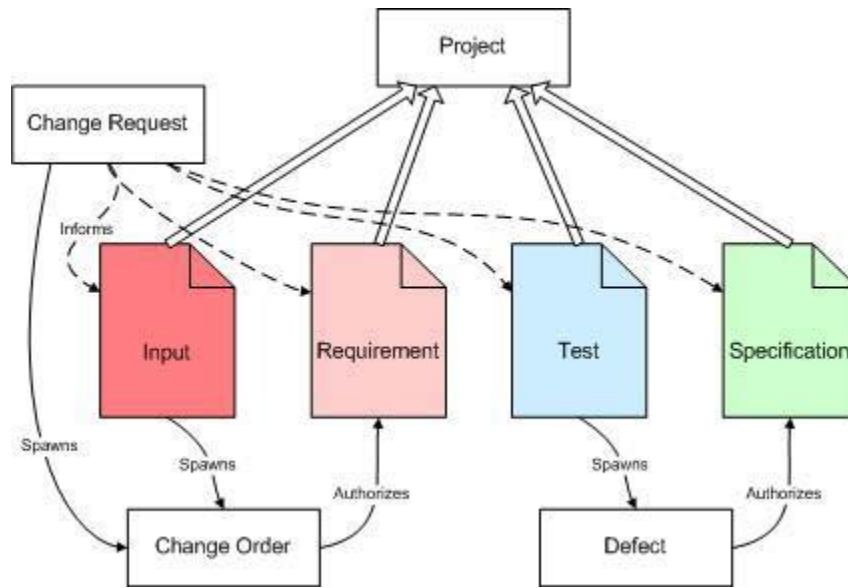 Project
Change Request
Informs
Input
Requirement
Test
Specification
Spawns
Spawns
Authorizes
Spawns
Authorizes
Change Order
Defect